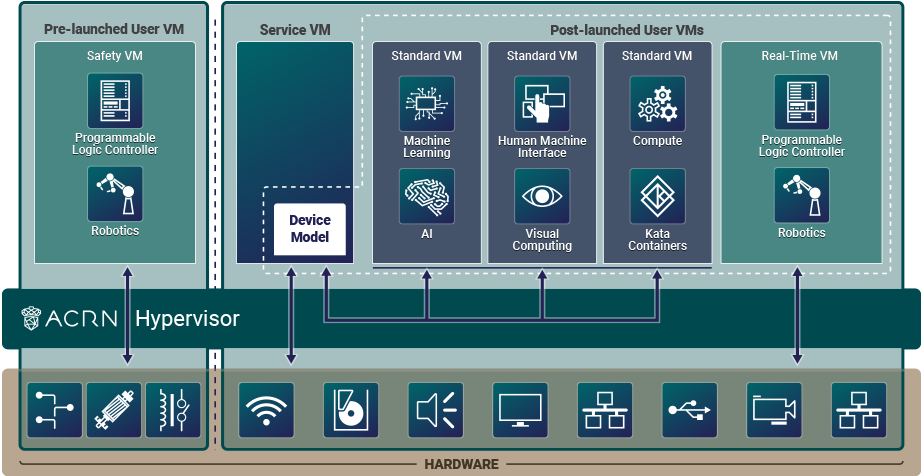 Pre-launched User VM
Safety VM
Programmable
Logic Controller
Robotics
Service VM
Device
Model
Post-launched User VMs
Standard VM
Machine
Learning
AI
Standard VM
Human Machine
Interface
Visual
Computing
Standard VM
Compute
Kata
Containers
Real-Time VM
Programmable
Logic Controller
Robotics
ACRN Hypervisor
HARDWARE